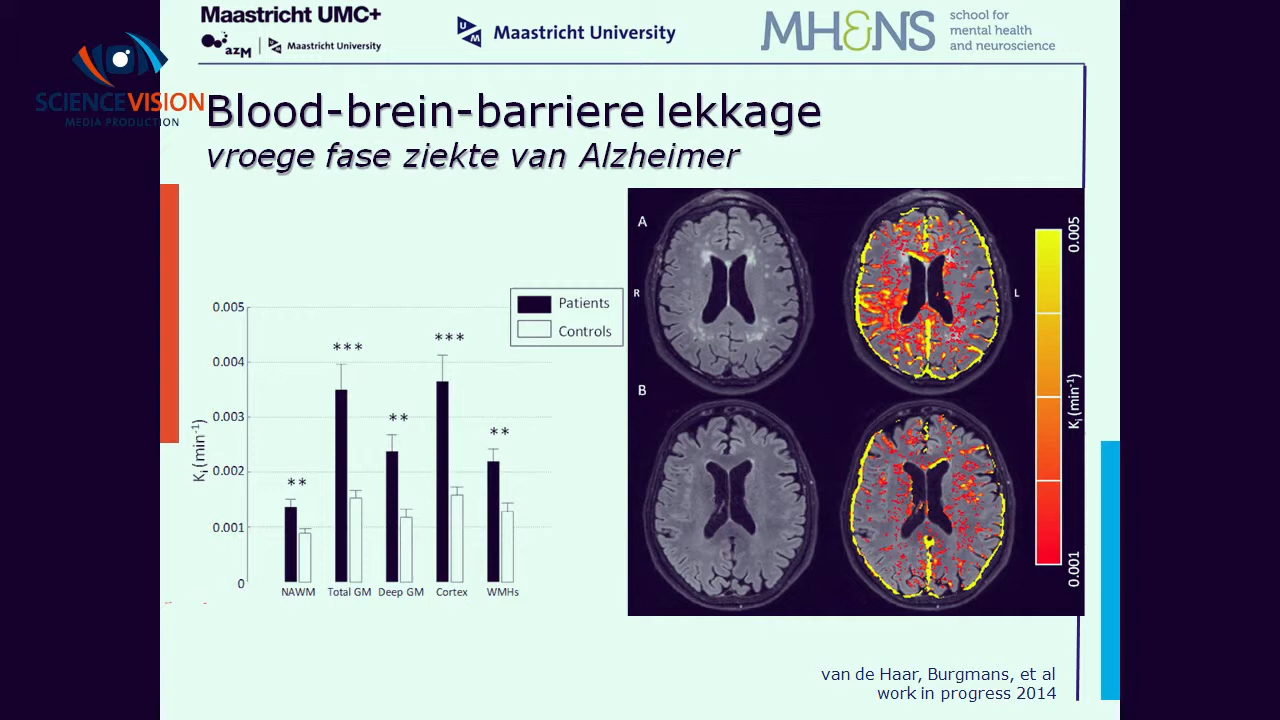 Maastricht UMC+
azM
Maastricht University
UM
Maastricht University
MH&NS
school for
mental health
and neuroscience
SCIENCEVISION
MEDIA PRODUCTION
Blood-brein-barriere lekkage
vroege fase ziekte van Alzheimer
Patients
Controls
0.005
0.004
0.003
0.002
0.001
0
Ki (min-1)
**
***
**
***
**
NAWM Total GM Deep GM Cortex WMHs
A
R
L
B
0.005
Ki (min-1)
0.001
van de Haar, Burgmans, et al
work in progress 2014